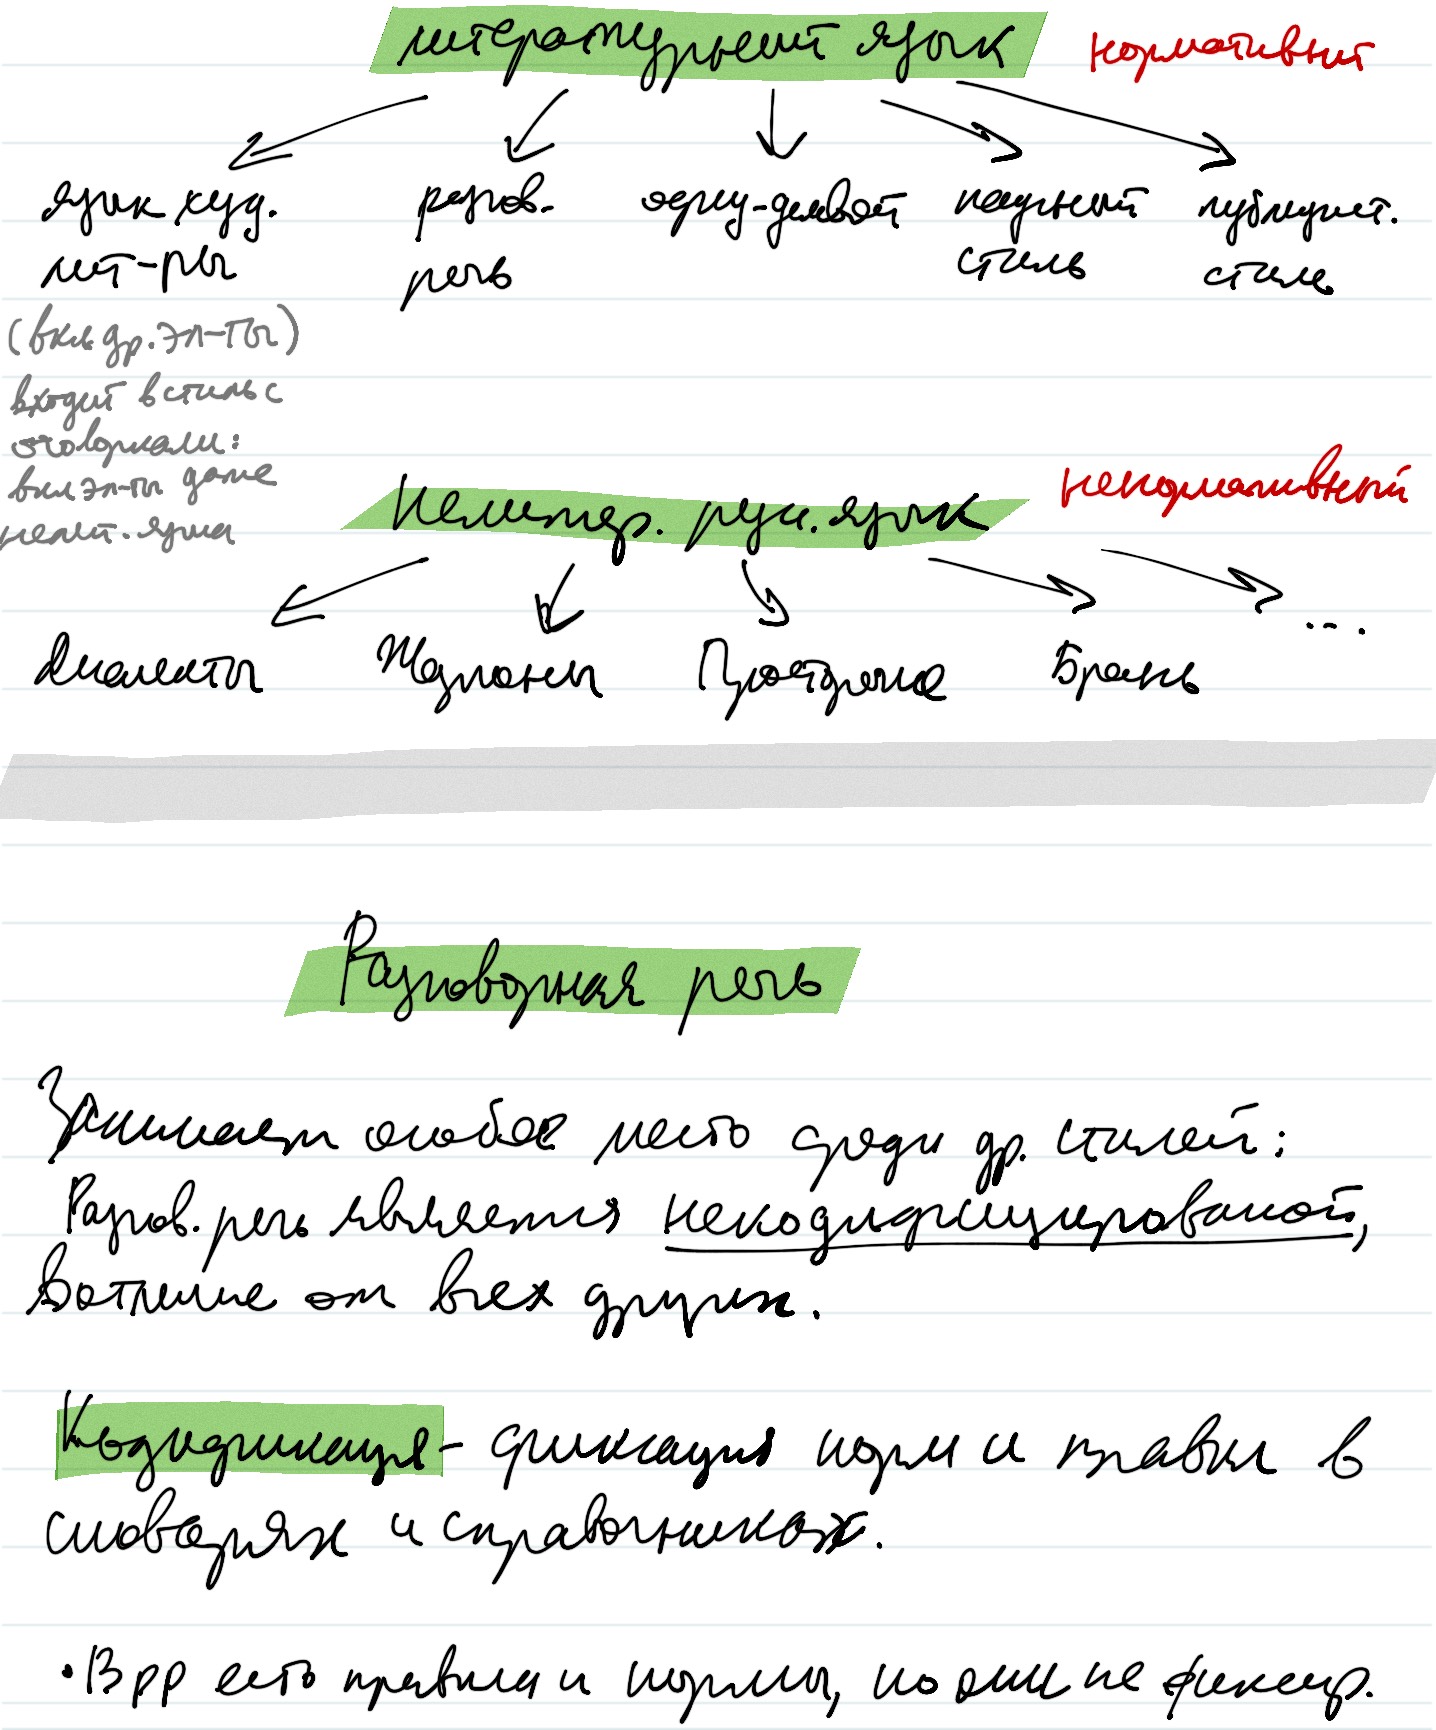 литературный язык нормативный
язык худ. разг. офиц-деловой научный публицист.
лит-ры речь стиль стиль
(вкл др. эл-ты)
входит в стиль с
оговорками:
вкл эл-ты даже
нелит. языка
Нелитер. рус. язык ненормативный
Диалекты Жаргоны Просторечие Брань ...
Разговорная речь
Занимает особое место среди др. стилей:
Разгов. речь является некодифицированой,
в отличие от всех других.
Кодификация - фиксация норм и правил в
словарях и справочниках.
• В рр есть правила и нормы, но они не фиксир.